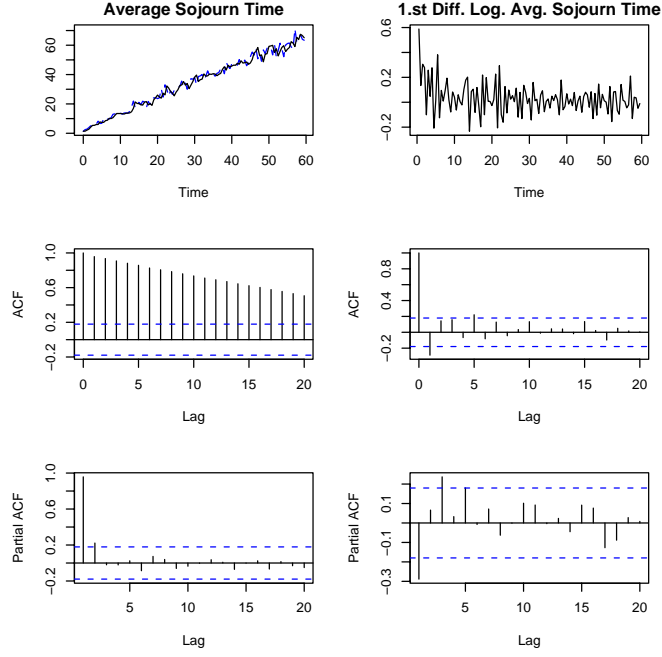 Average Sojourn Time
0 20 40 60
0 10 20 30 40 50 60
Time
1.st Diff. Log. Avg. Sojourn Time
−0.2 0.2 0.6
0 10 20 30 40 50 60
Time
ACF
−0.2 0.2 0.6 1.0
0 5 10 15 20
Lag
ACF
−0.2 0.4 0.8
0 5 10 15 20
Lag
Partial ACF
−0.2 0.2 0.6 1.0
5 10 15 20
Lag
Partial ACF
−0.3 −0.1 0.1
5 10 15 20
Lag